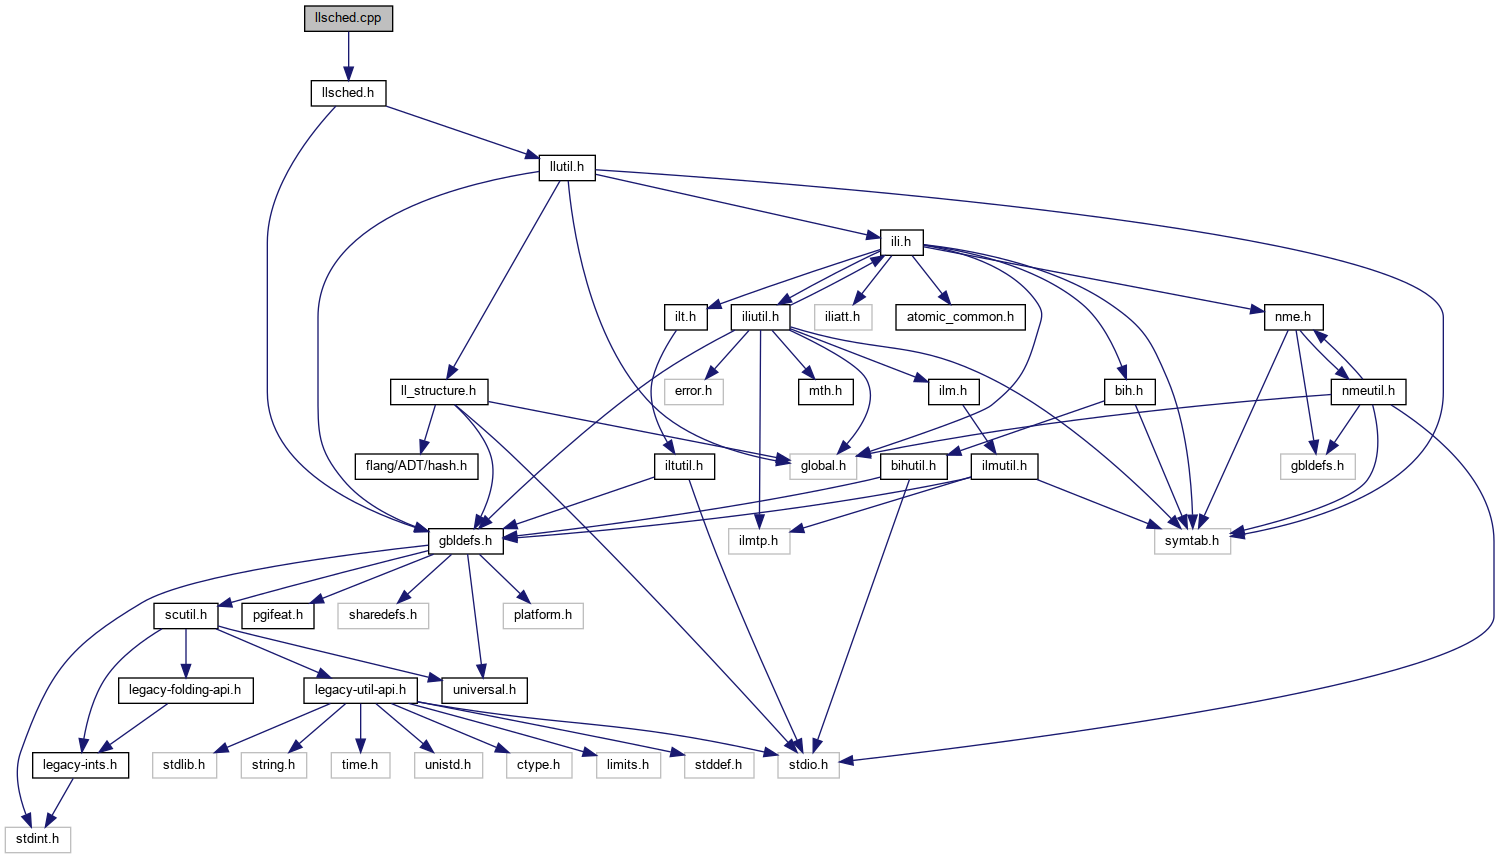 llsched.cpp
llsched.h
llutil.h
ili.h
ilt.h
iliutil.h
iliatt.h
atomic_common.h
nme.h
ll_structure.h
error.h
mth.h
ilm.h
bih.h
nmeutil.h
flang/ADT/hash.h
iltutil.h
global.h
bihutil.h
ilmutil.h
gbldefs.h
gbldefs.h
ilmtp.h
symtab.h
scutil.h
pgifeat.h
sharedefs.h
platform.h
legacy-folding-api.h
legacy-util-api.h
universal.h
legacy-ints.h
stdlib.h
string.h
time.h
unistd.h
ctype.h
limits.h
stddef.h
stdio.h
stdint.h